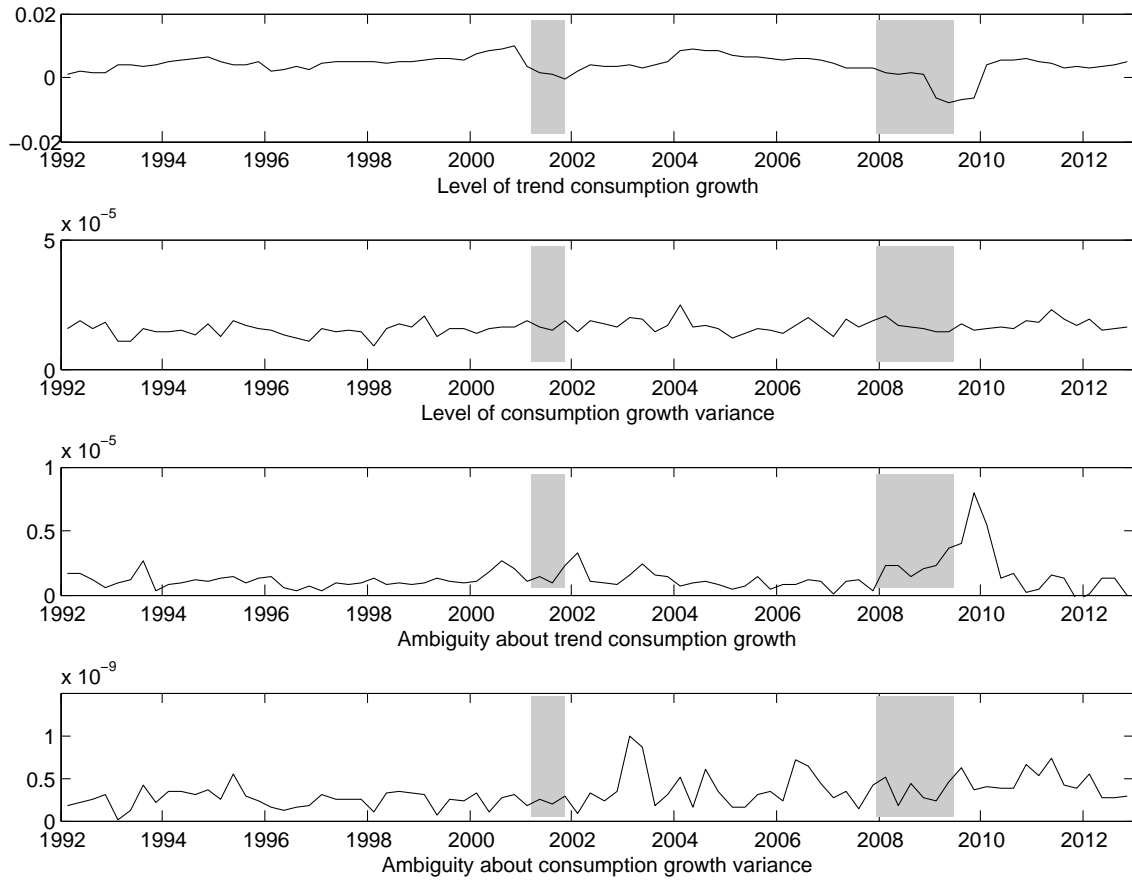 0.02
0
−0.02
1992 1994 1996 1998 2000 2002 2004 2006 2008 2010 2012
Level of trend consumption growth
x 10−5
5
0
1992 1994 1996 1998 2000 2002 2004 2006 2008 2010 2012
Level of consumption growth variance
x 10−5
1
0.5
0
1992 1994 1996 1998 2000 2002 2004 2006 2008 2010 2012
Ambiguity about trend consumption growth
x 10−9
1
0.5
0
1992 1994 1996 1998 2000 2002 2004 2006 2008 2010 2012
Ambiguity about consumption growth variance